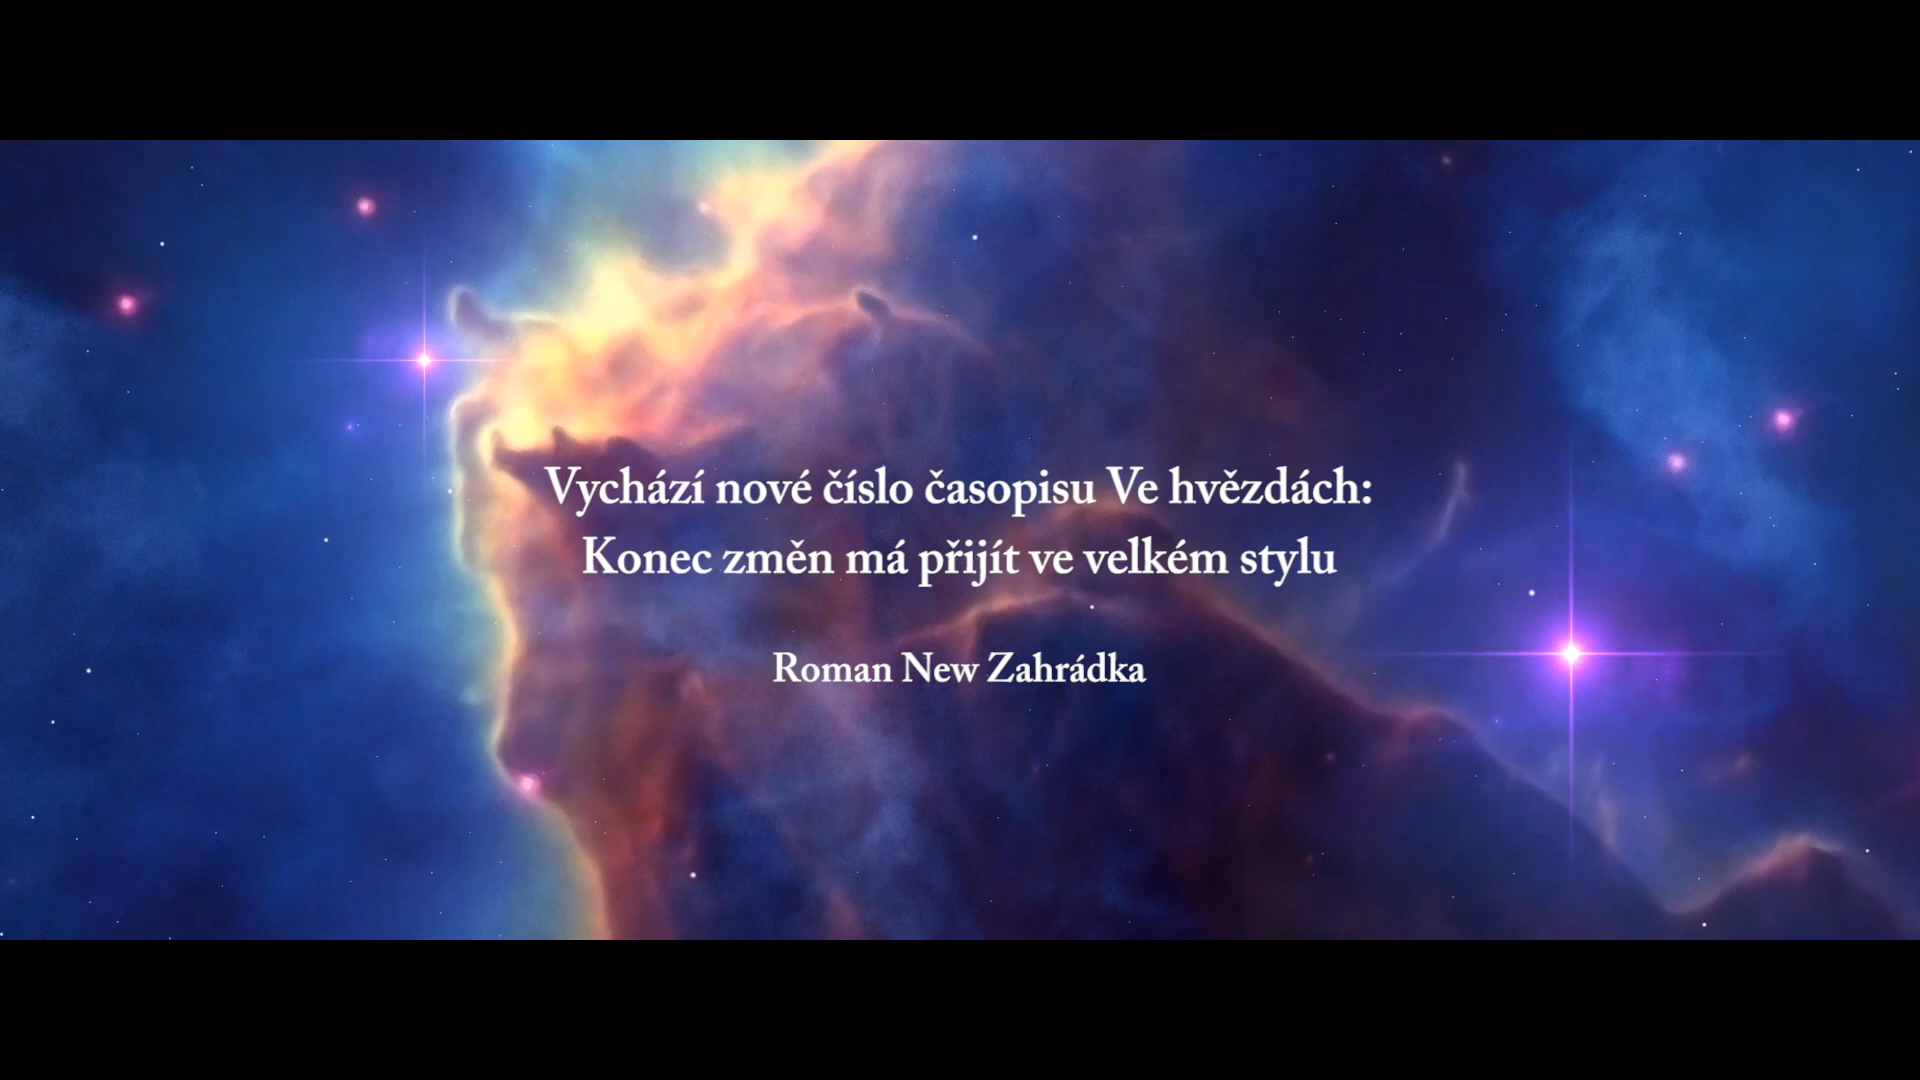 Vychází nové číslo časopisu Ve hvězdách:
Konec změn má přijít ve velkém stylu
Roman New Zahrádka